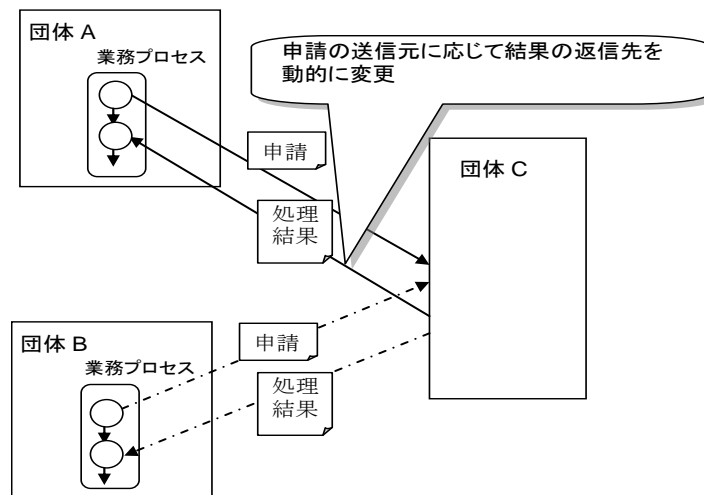 団体 A
業務プロセス
申請の送信元に応じて結果の返信先を
動的に変更
申請
団体 C
処理
結果
団体 B
業務プロセス
申請
処理
結果